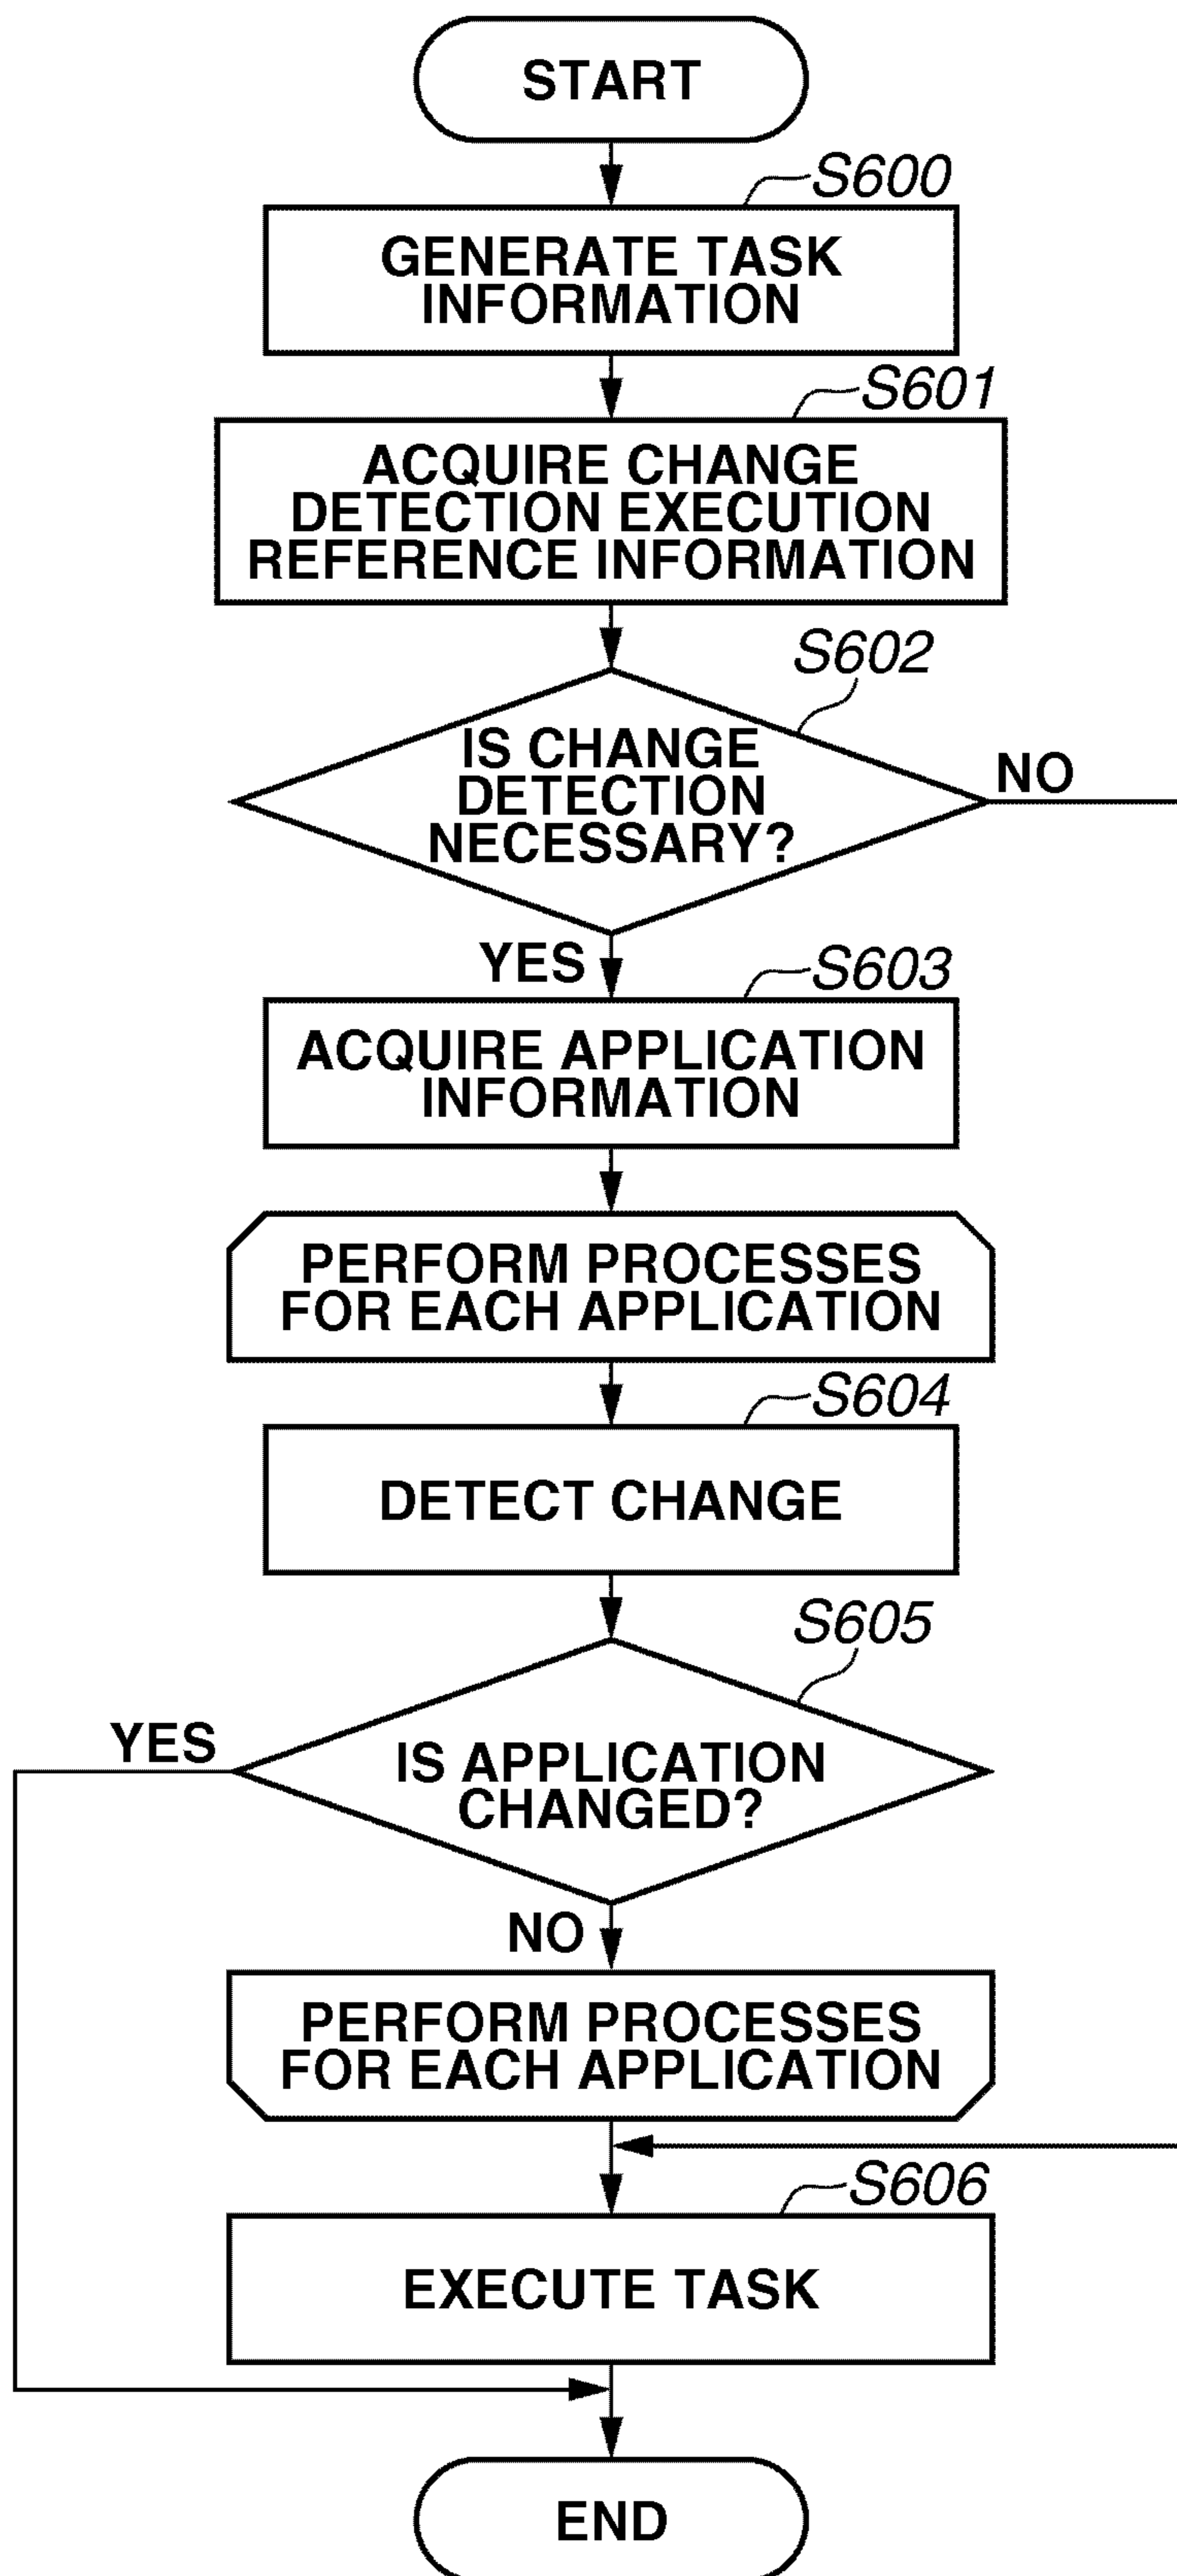 START
S600
GENERATE TASK
INFORMATION
S601
ACQUIRE CHANGE
DETECTION EXECUTION
REFERENCE INFORMATION
S602
IS CHANGE
DETECTION
NECESSARY?
NO
YES
S603
ACQUIRE APPLICATION
INFORMATION
PERFORM PROCESSES
FOR EACH APPLICATION
S604
DETECT CHANGE
S605
YES
IS APPLICATION
CHANGED?
NO
PERFORM PROCESSES
FOR EACH APPLICATION
S606
EXECUTE TASK
END